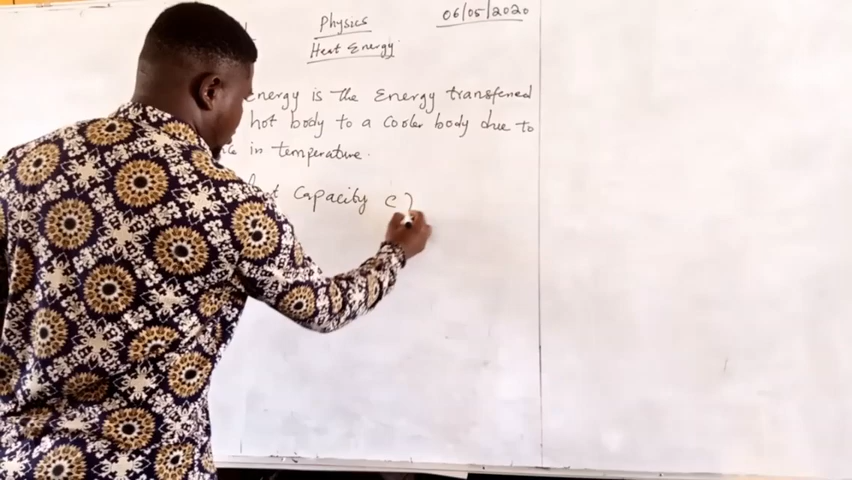 Physics
06/05/2020
Heat Energy
energy is the Energy transferred
hot body to a cooler body due to
in temperature.
Capacity c)